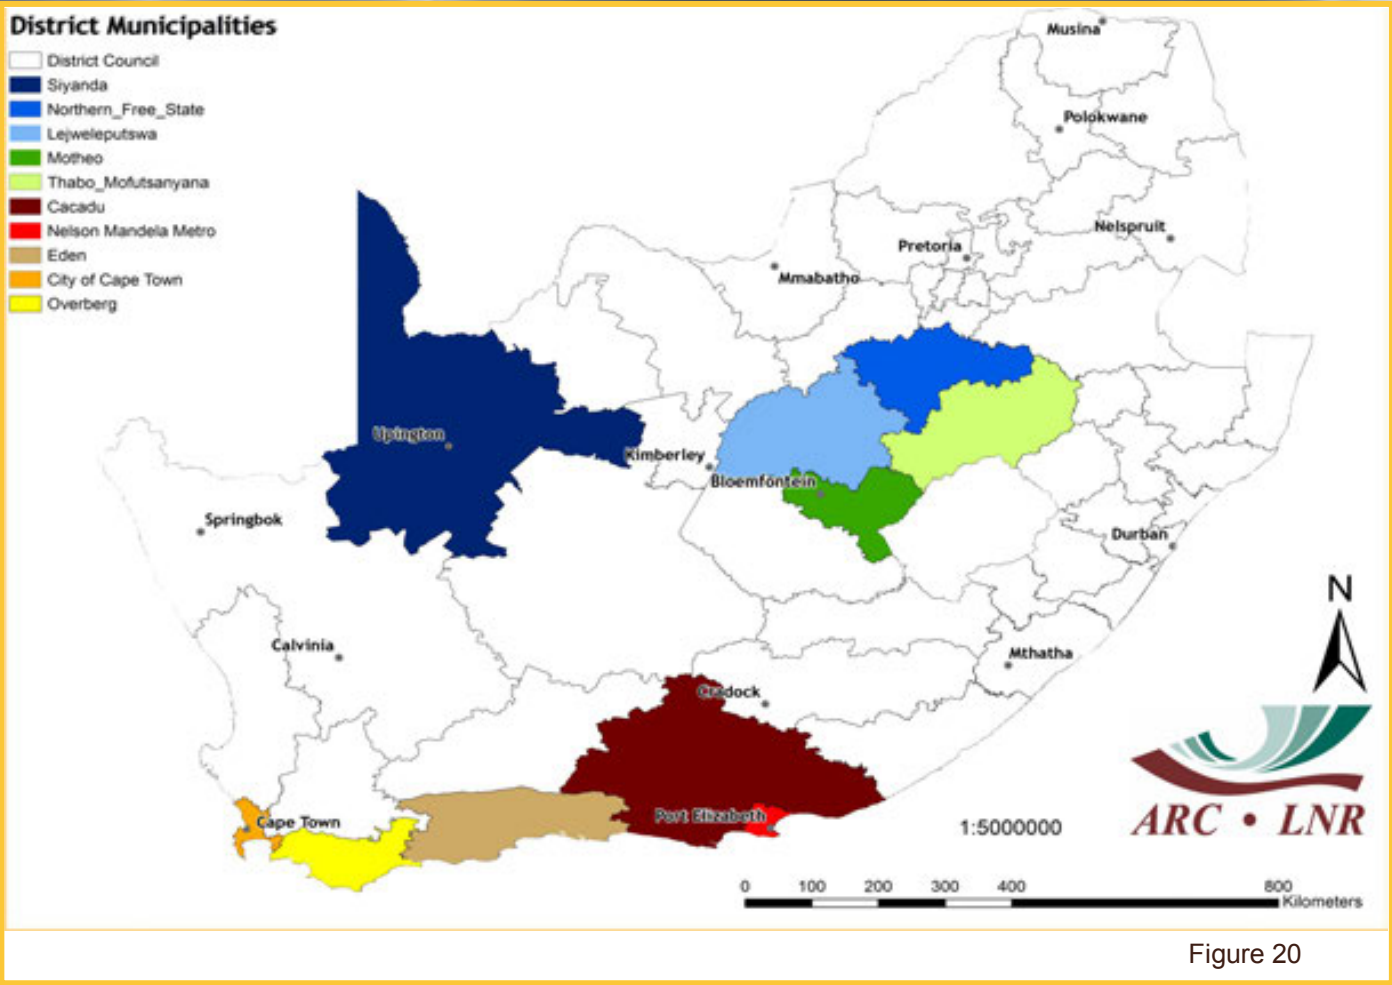 District Municipalities
District Council
Siyanda
Northern_Free_State
Lejweleputswa
Motheo
Thabo_Mofutsanyana
Cacadu
Nelson Mandela Metro
Eden
City of Cape Town
Overberg
Musina
Polokwane
Nelspruit
Pretoria
Mmabatho
Upington
Kimberley
Bloemfontein
Springbok
Durban
Calvinia
Mthatha
Cradock
Port Elizabeth
Cape Town
N
ARC • LNR
1:5000000
0 100 200 300 400 800
Kilometers
Figure 20